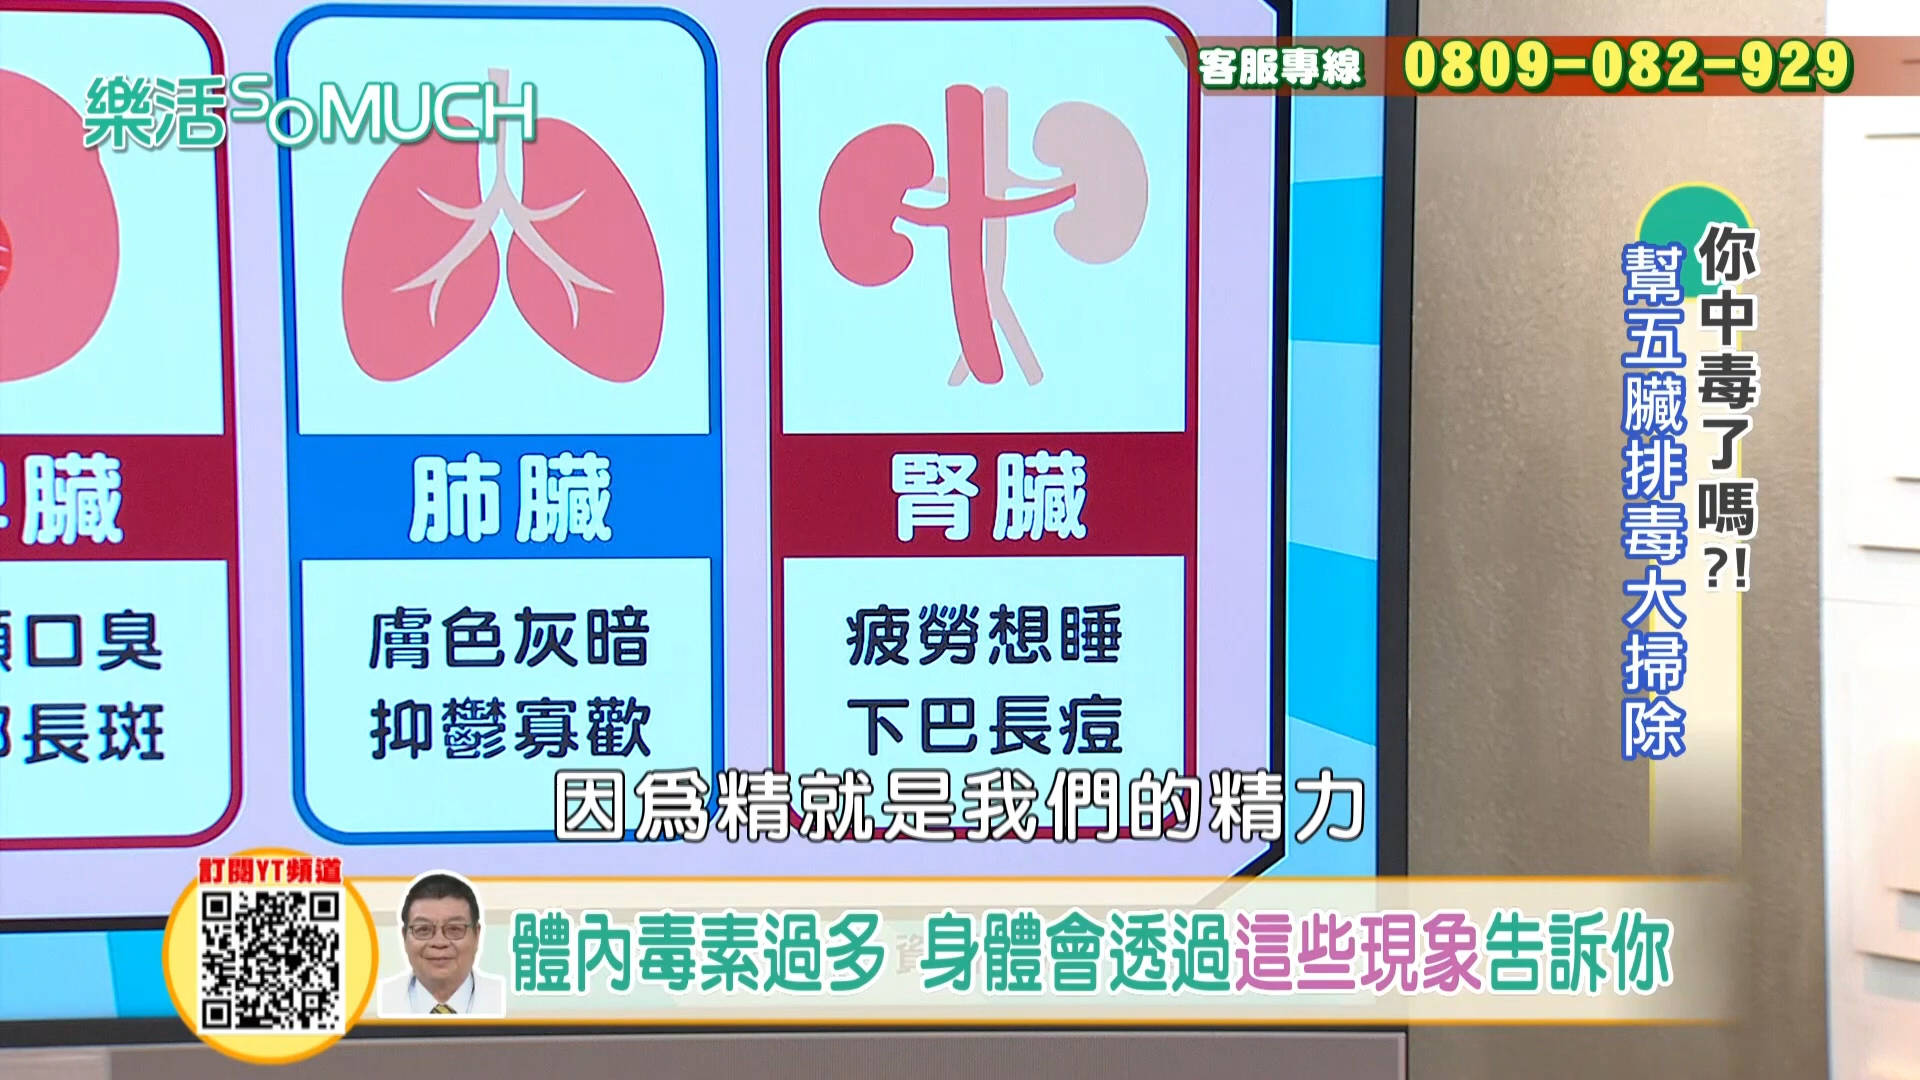 樂活SOMUCH
客服專線 0809-082-929
你中毒了嗎?!
幫五臟排毒大掃除
臟
口臭
長斑
肺臟
膚色灰暗
抑鬱寡歡
腎臟
疲勞想睡
下巴長痘
因為精就是我們的精力
訂閱YT頻道
體內毒素過多 身體會透過這些現象告訴你